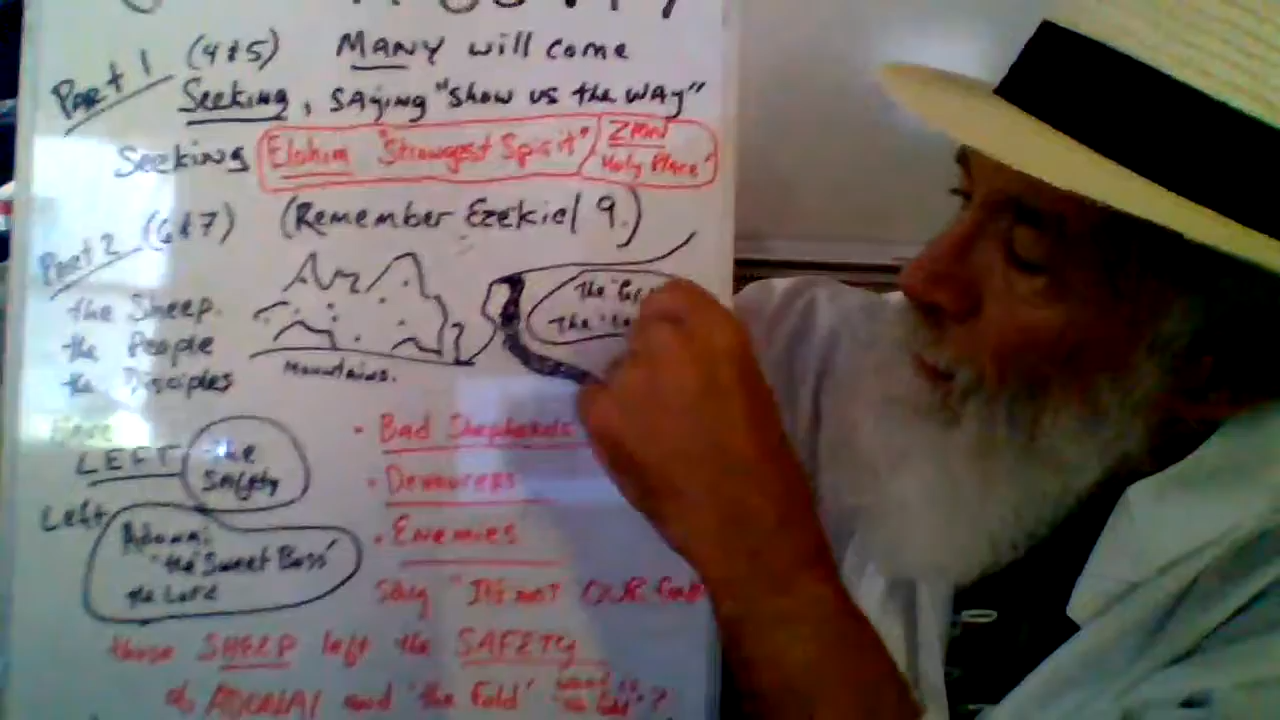 Part 1 (4&5) MANY will come
Seeking, saying "show us the way"
Seeking Elohim "Strongest Spirit" / ZION
Holy Place"
Part 2 (6&7) (Remember Ezekiel 9.)
the Sheep.
the People
the Disciples
Mountains.
The
The
LEFT the
Safety
Left Adonai
"the Sweet Boss"
the Lord
• Bad Shepherds
• Devourers
• Enemies
Say "It's not OUR
those SHEEP left the SAFETY
of ADONAI and "the Fold"